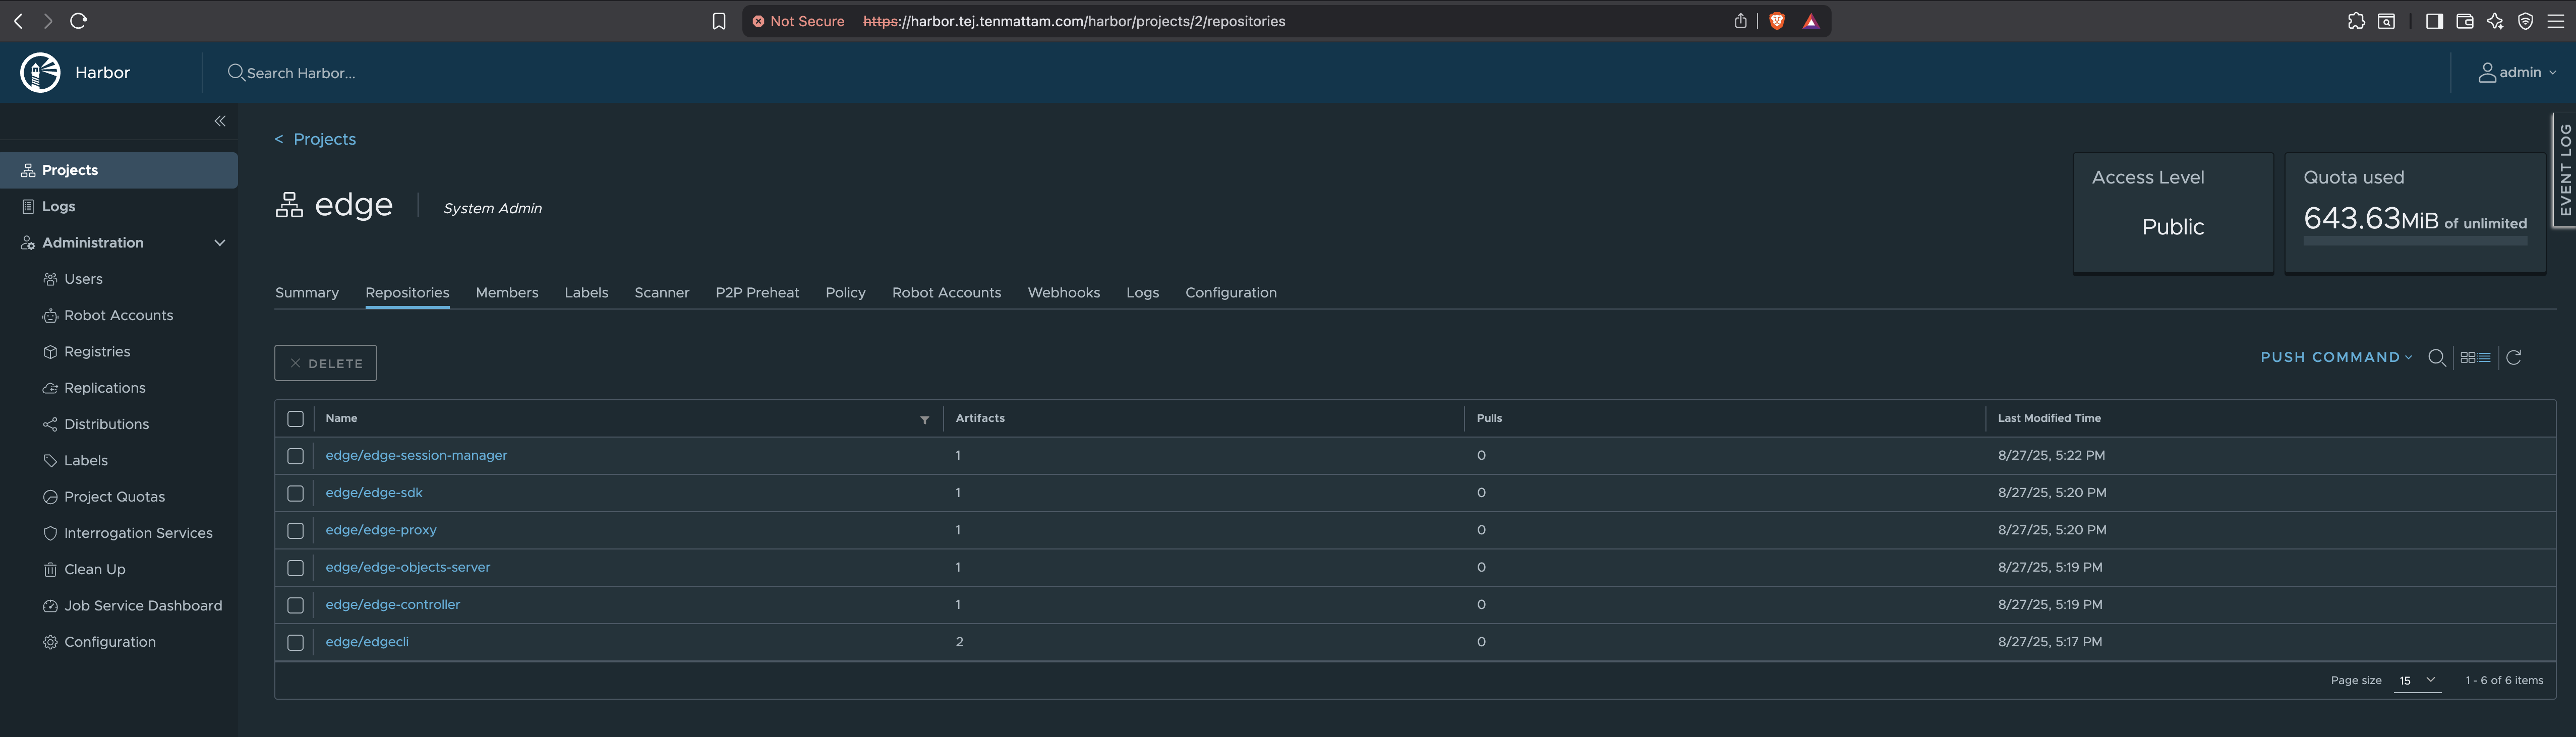 Not Secure https://harbor.tej.tenmattam.com/harbor/projects/2/repositories
Harbor
Search Harbor...
admin
Projects
Logs
Administration
Users
Robot Accounts
Registries
Replications
Distributions
Labels
Project Quotas
Interrogation Services
Clean Up
Job Service Dashboard
Configuration
< Projects
edge System Admin
Access Level
Public
Quota used
643.63MiB of unlimited
EVENT LOG
Summary Repositories Members Labels Scanner P2P Preheat Policy Robot Accounts Webhooks Logs Configuration
DELETE
PUSH COMMAND
Name Artifacts Pulls Last Modified Time
edge/edge-session-manager 1 0 8/27/25, 5:22 PM
edge/edge-sdk 1 0 8/27/25, 5:20 PM
edge/edge-proxy 1 0 8/27/25, 5:20 PM
edge/edge-objects-server 1 0 8/27/25, 5:19 PM
edge/edge-controller 1 0 8/27/25, 5:19 PM
edge/edgecli 2 0 8/27/25, 5:17 PM
Page size 15 1 - 6 of 6 items